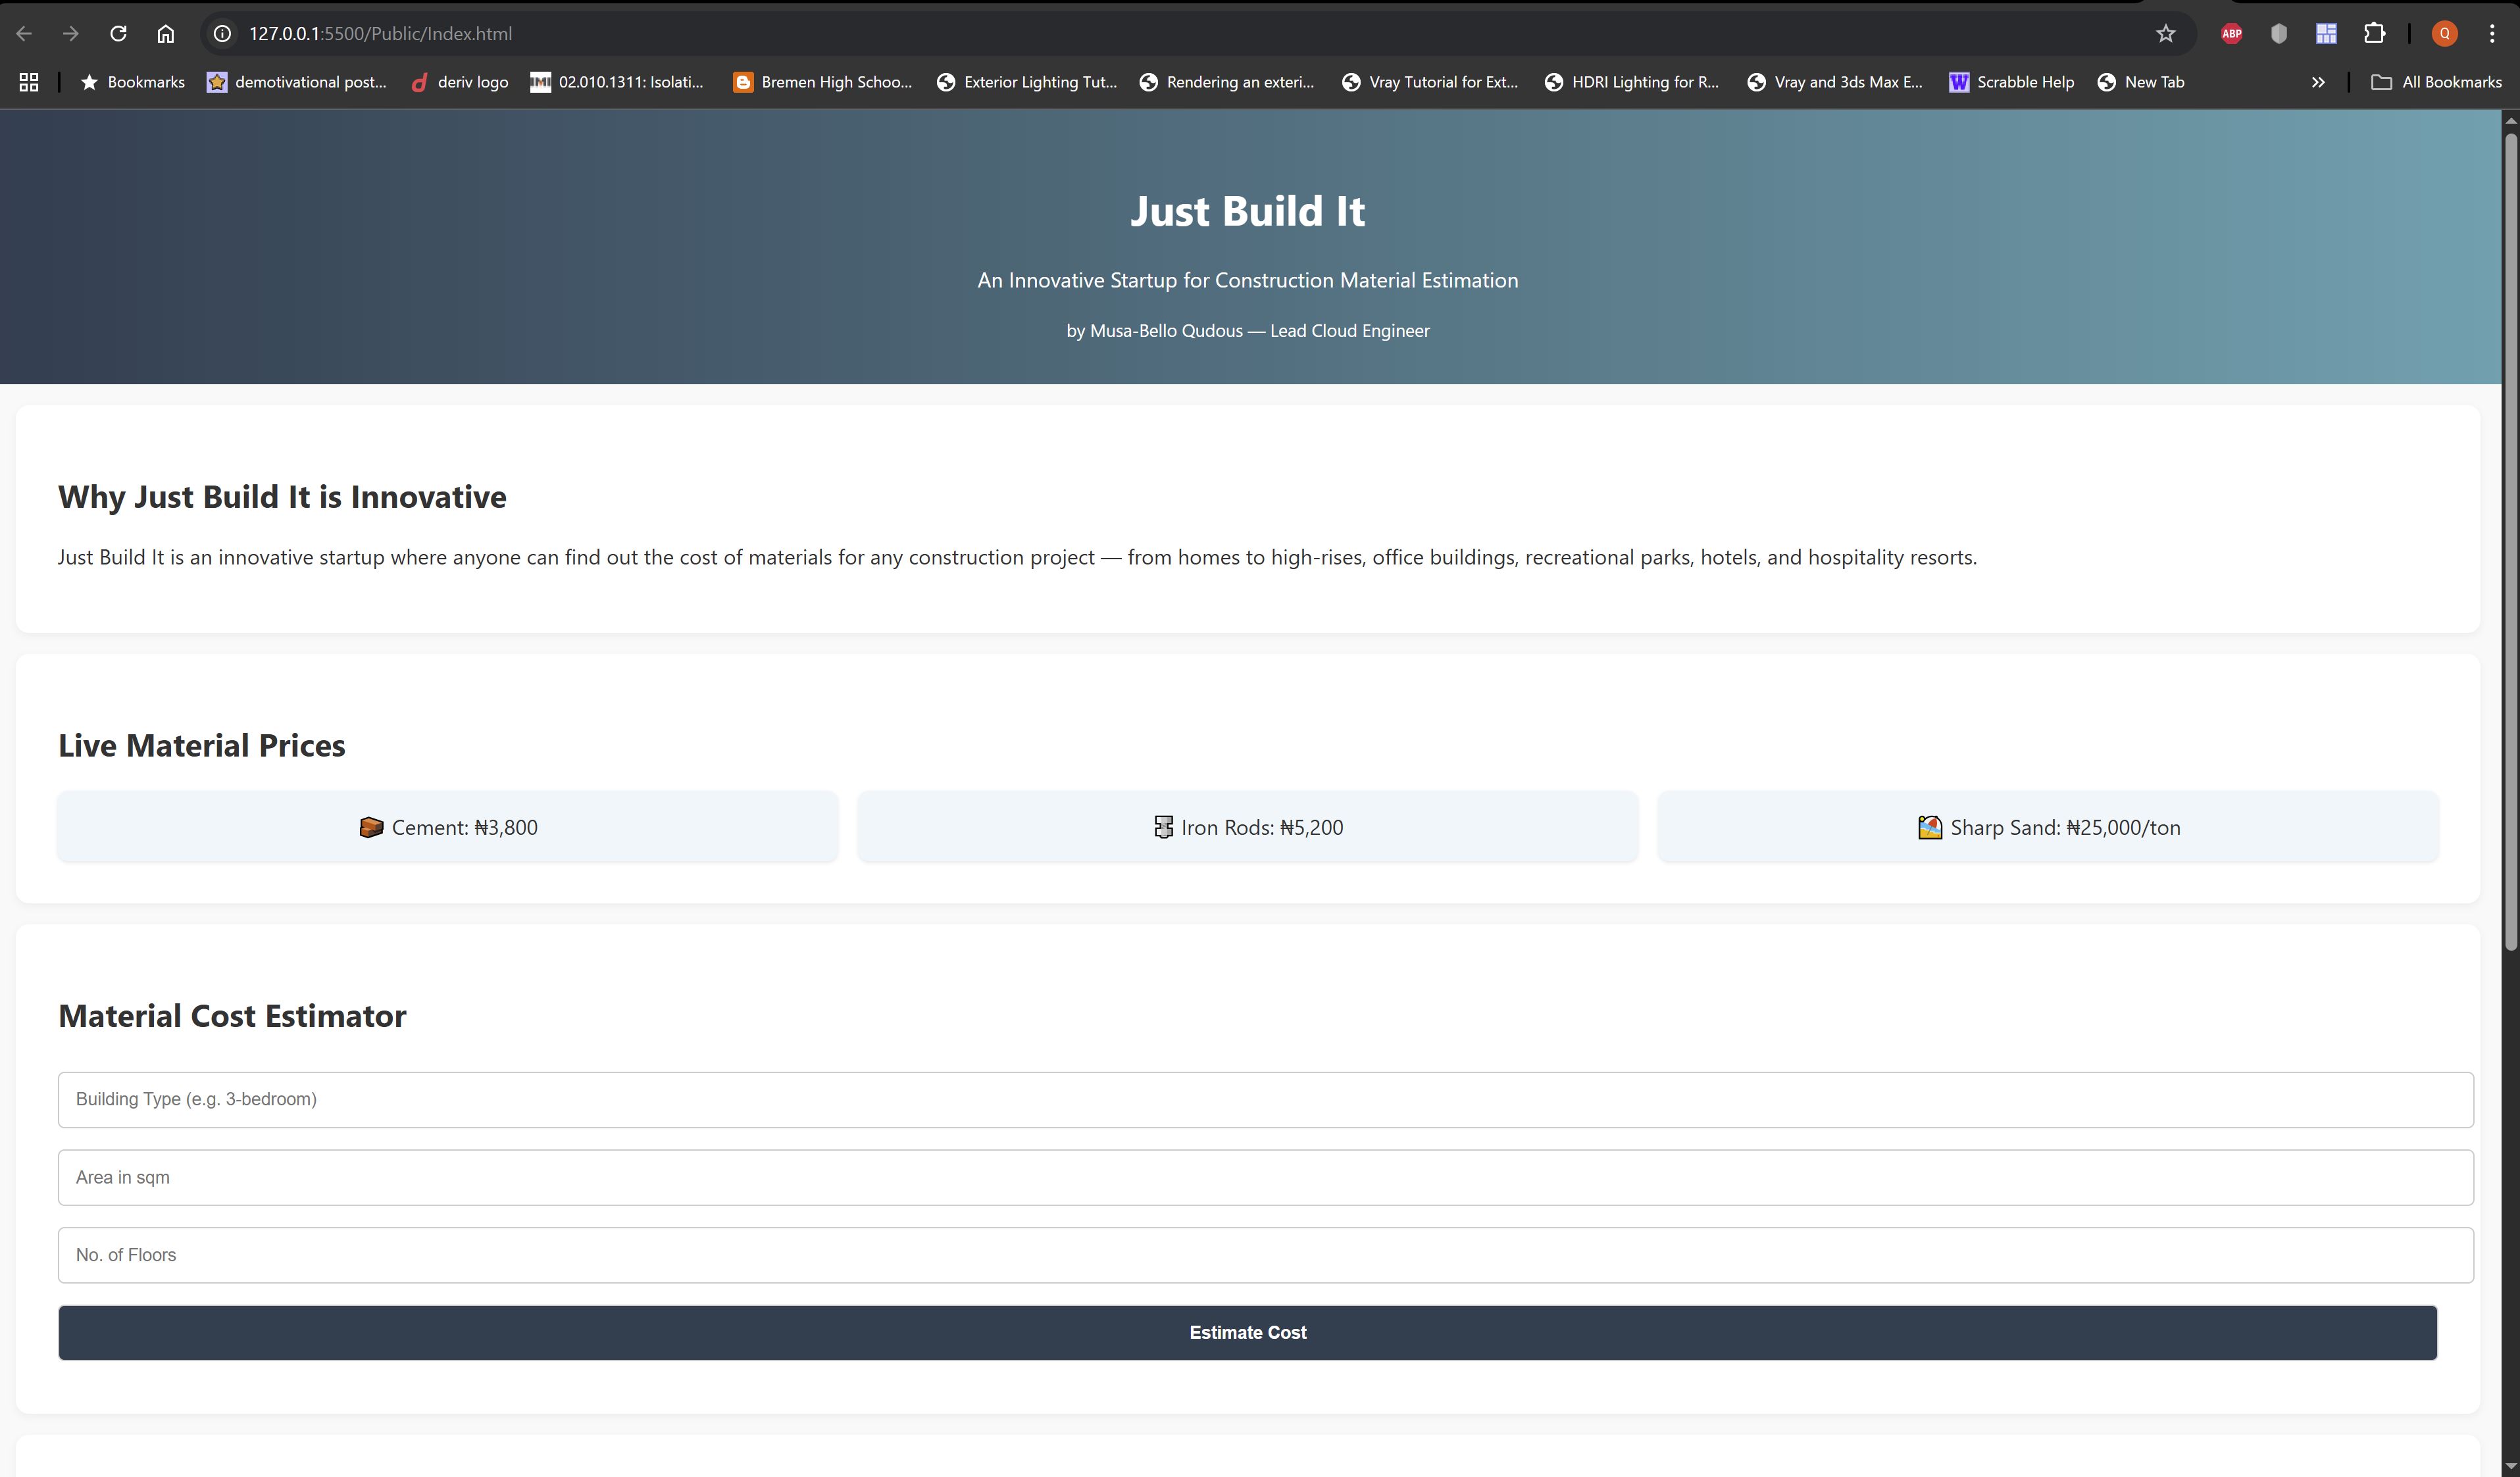 127.0.0.1:5500/Public/Index.html
ABP
Q
Bookmarks
demotivational post...
deriv logo
IMI
02.010.1311: Isolati...
Bremen High Schoo...
Exterior Lighting Tut...
Rendering an exteri...
Vray Tutorial for Ext...
HDRI Lighting for R...
Vray and 3ds Max E...
W
Scrabble Help
New Tab
All Bookmarks
Just Build It
An Innovative Startup for Construction Material Estimation
by Musa-Bello Qudous — Lead Cloud Engineer
Why Just Build It is Innovative
Just Build It is an innovative startup where anyone can find out the cost of materials for any construction project — from homes to high-rises, office buildings, recreational parks, hotels, and hospitality resorts.
Live Material Prices
Cement: ₦3,800
Iron Rods: ₦5,200
Sharp Sand: ₦25,000/ton
Material Cost Estimator
Building Type (e.g. 3-bedroom)
Area in sqm
No. of Floors
Estimate Cost